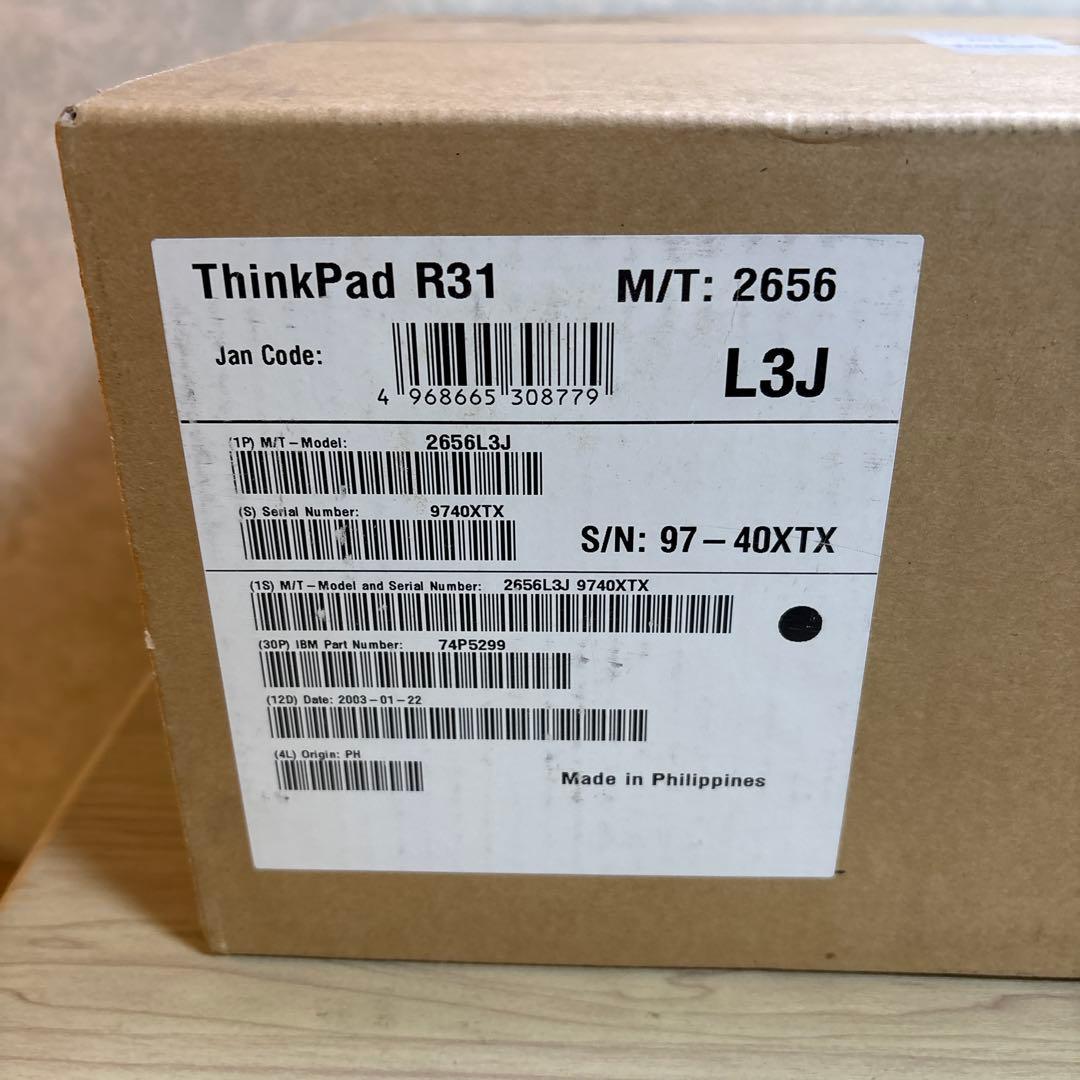 ThinkPad R31 M/T: 2656
Jan Code: L3J
4 968665 308779
(1P) M/T-Model: 2656L3J
(S) Serial Number: 9740XTX
S/N: 97-40XTX
(1S) M/T-Model and Serial Number: 2656L3J 9740XTX
(30P) IBM Part Number: 74P5299
(12D) Date: 2003-01-22
(4L) Origin: PH
Made in Philippines